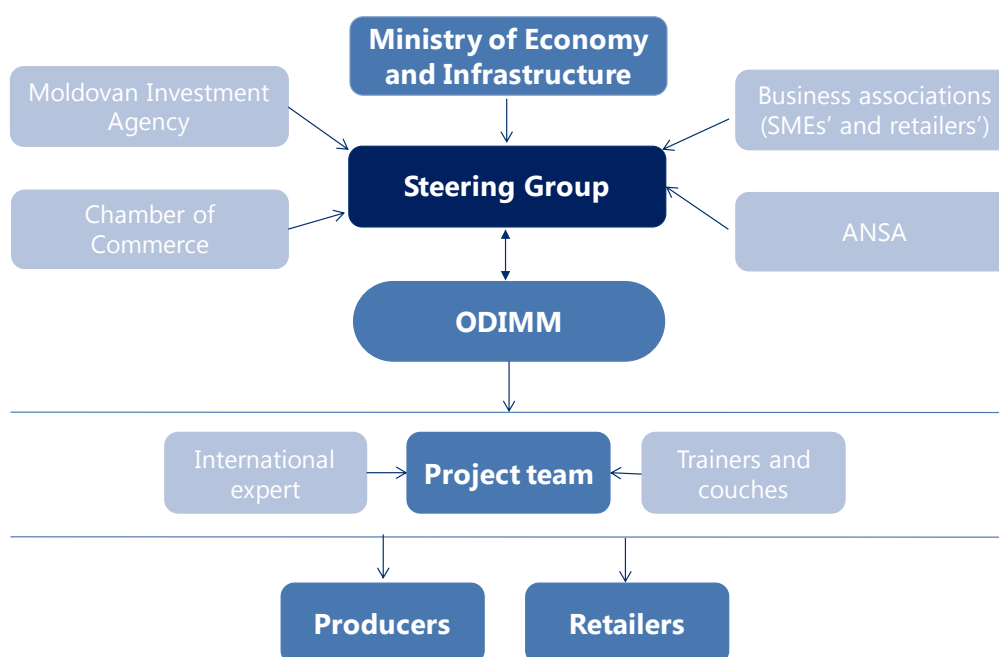 Ministry of Economy
and Infrastructure
Moldovan Investment
Agency
Business associations
(SMEs' and retailers')
Steering Group
Chamber of
Commerce
ANSA
ODIMM
International
expert
Project team
Trainers and
couches
Producers
Retailers